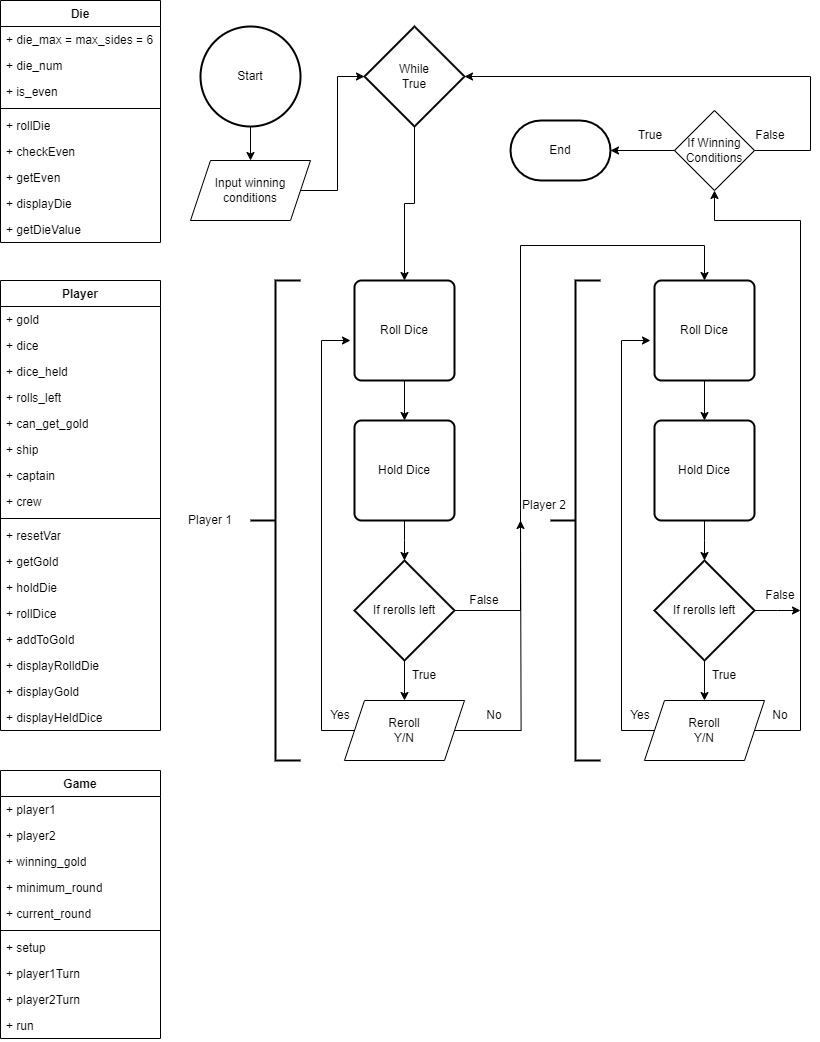 Die
+ die_max = max_sides = 6
+ die_num
+ is_even
+ rollDie
+ checkEven
+ getEven
+ displayDie
+ getDieValue
Player
+ gold
+ dice
+ dice_held
+ rolls_left
+ can_get_gold
+ ship
+ captain
+ crew
+ resetVar
+ getGold
+ holdDie
+ rollDice
+ addToGold
+ displayRolldDie
+ displayGold
+ displayHeldDice
Game
+ player1
+ player2
+ winning_gold
+ minimum_round
+ current_round
+ setup
+ player1Turn
+ player2Turn
+ run
Start
Input winning
conditions
While
True
End
True
If Winning
Conditions
False
Player 1
Roll Dice
Hold Dice
If rerolls left
False
True
Yes
Reroll
Y/N
No
Player 2
Roll Dice
Hold Dice
If rerolls left
False
True
Yes
Reroll
Y/N
No